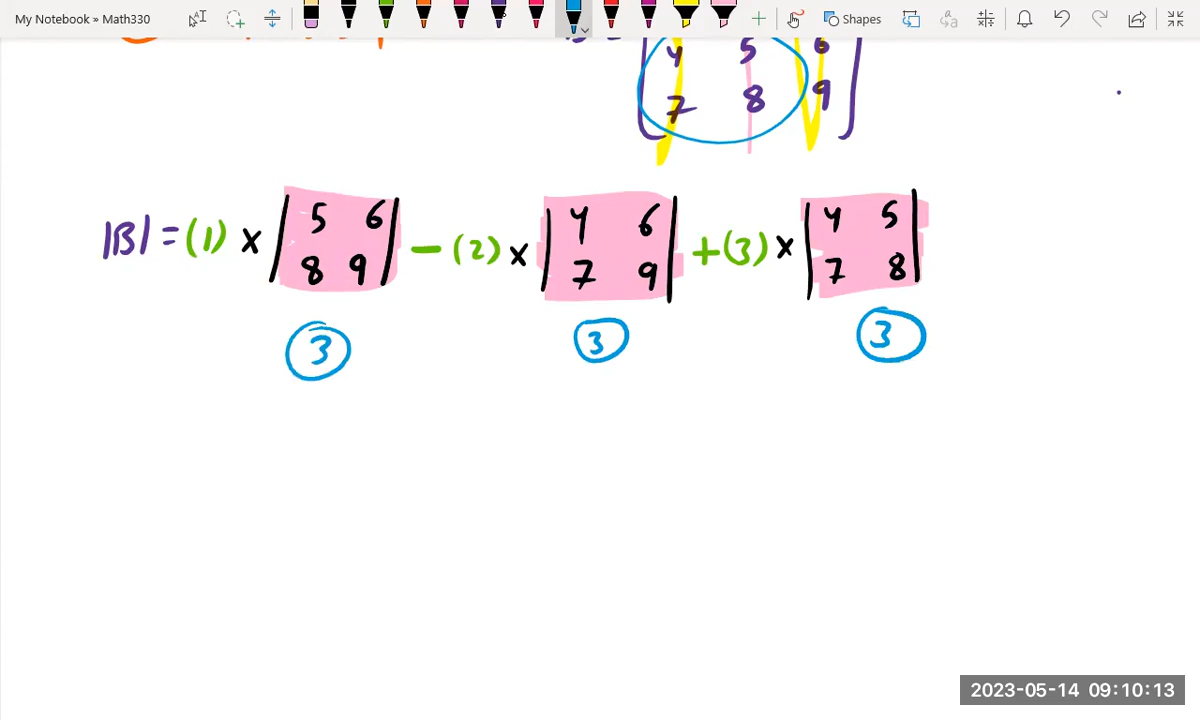 My Notebook » Math330
Shapes
4 5 6
7 8 9
|B| = (1) × | 5 6 | - (2) × | 4 6 | + (3) × | 4 5 |
| 8 9 | | 7 9 | | 7 8 |
3 3 3
2023-05-14 09:10:13